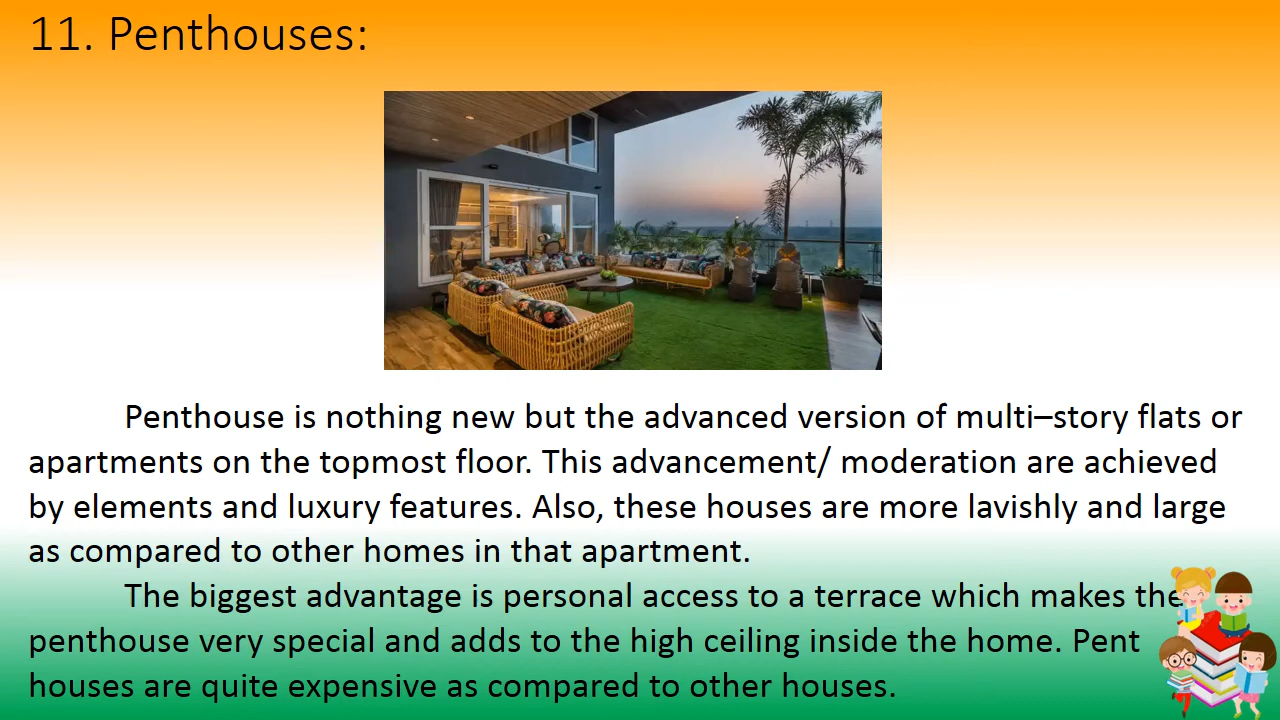 11. Penthouses:
Penthouse is nothing new but the advanced version of multi–story flats or
apartments on the topmost floor. This advancement/ moderation are achieved
by elements and luxury features. Also, these houses are more lavishly and large
as compared to other homes in that apartment.
The biggest advantage is personal access to a terrace which makes the
penthouse very special and adds to the high ceiling inside the home. Pent
houses are quite expensive as compared to other houses.